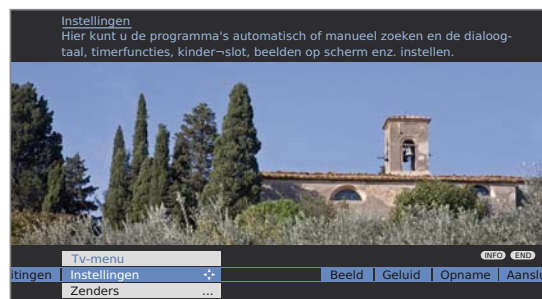 Instellingen
Hier kunt u de programma's automatisch of manueel zoeken en de dialoog-
taal, timerfuncties, kinder¬slot, beelden op scherm enz. instellen.
Tv-menu
INFO END
itingen Instellingen Beeld Geluid Opname Aanslu
Zenders ...